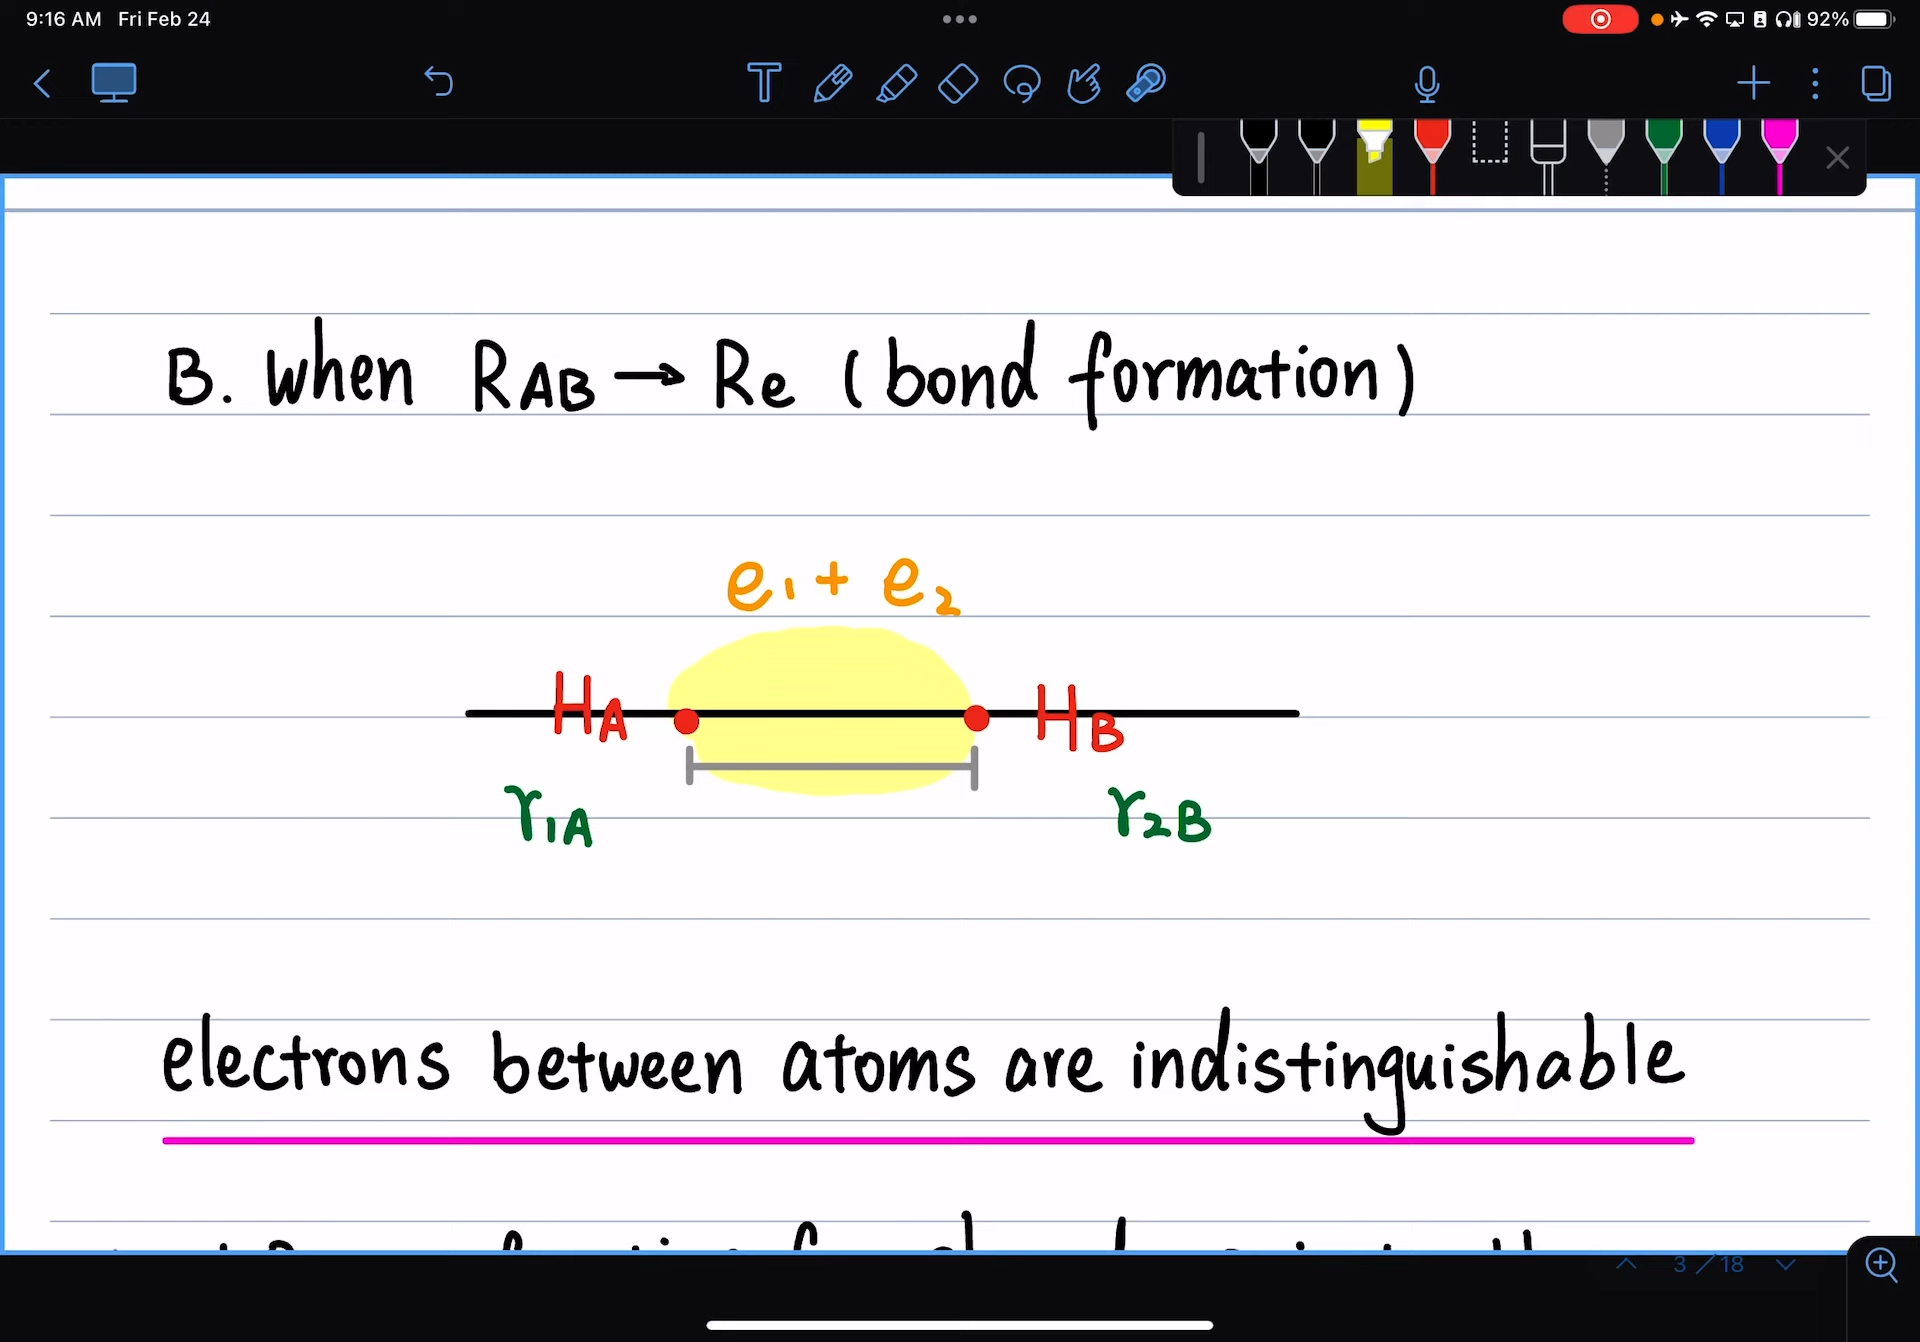 9:16 AM Fri Feb 24
92%
B. when RAB → Re (bond formation)
e₁ + e₂
HA HB
r1A r2B
electrons between atoms are indistinguishable
3 / 18